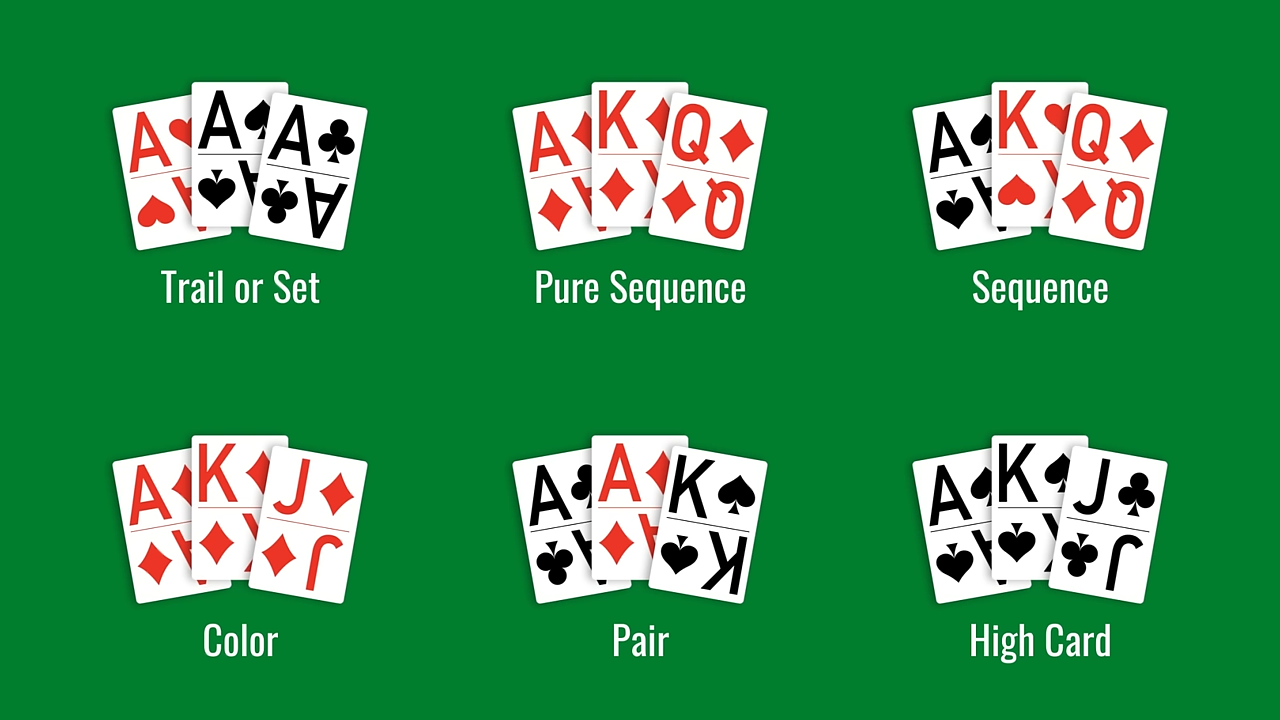 A A A
Trail or Set
A K Q
Pure Sequence
A K Q
Sequence
A K J
Color
A A K
Pair
A K J
High Card